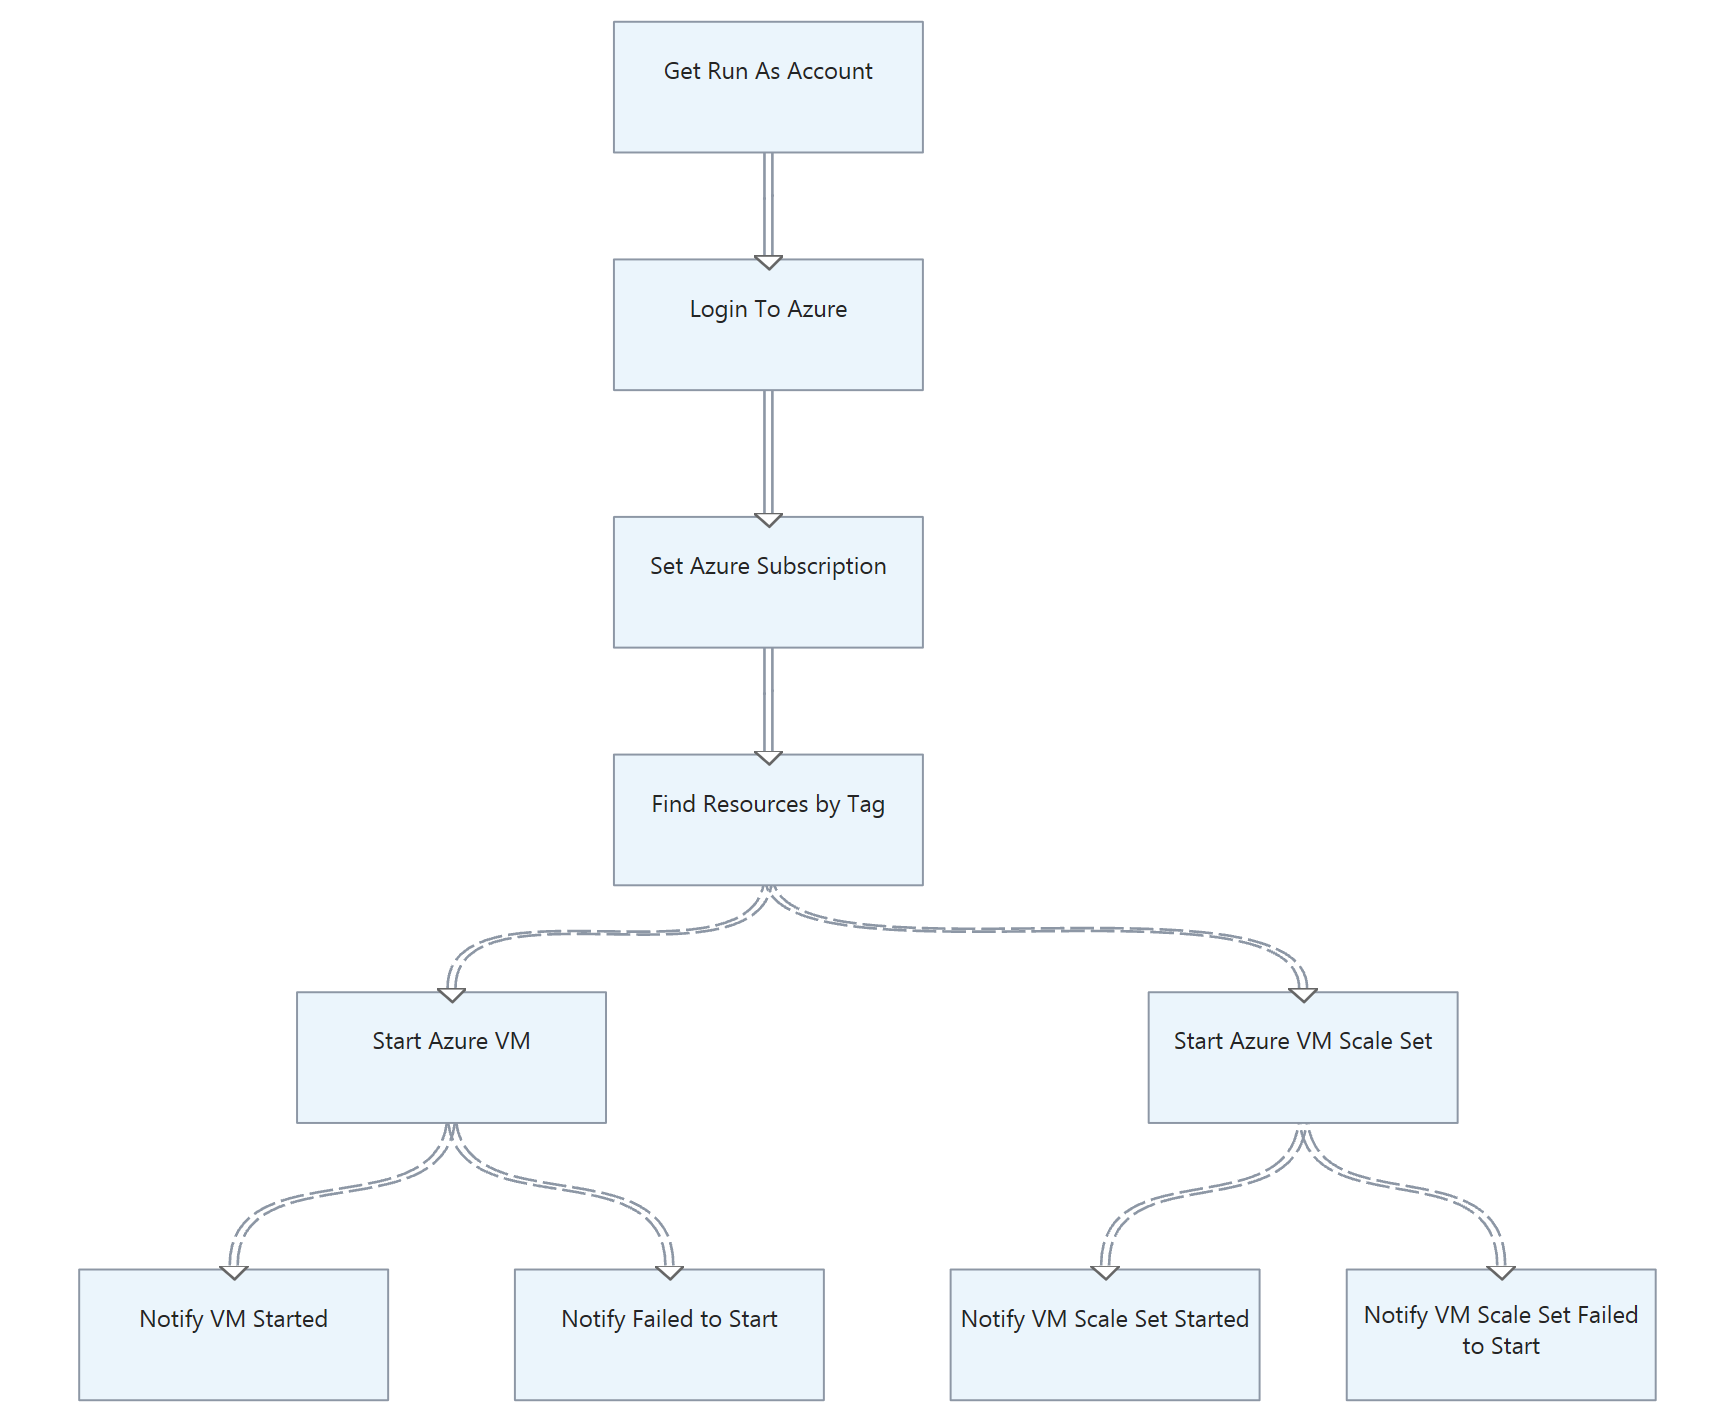 Get Run As Account
Login To Azure
Set Azure Subscription
Find Resources by Tag
Start Azure VM
Start Azure VM Scale Set
Notify VM Started
Notify Failed to Start
Notify VM Scale Set Started
Notify VM Scale Set Failed
to Start